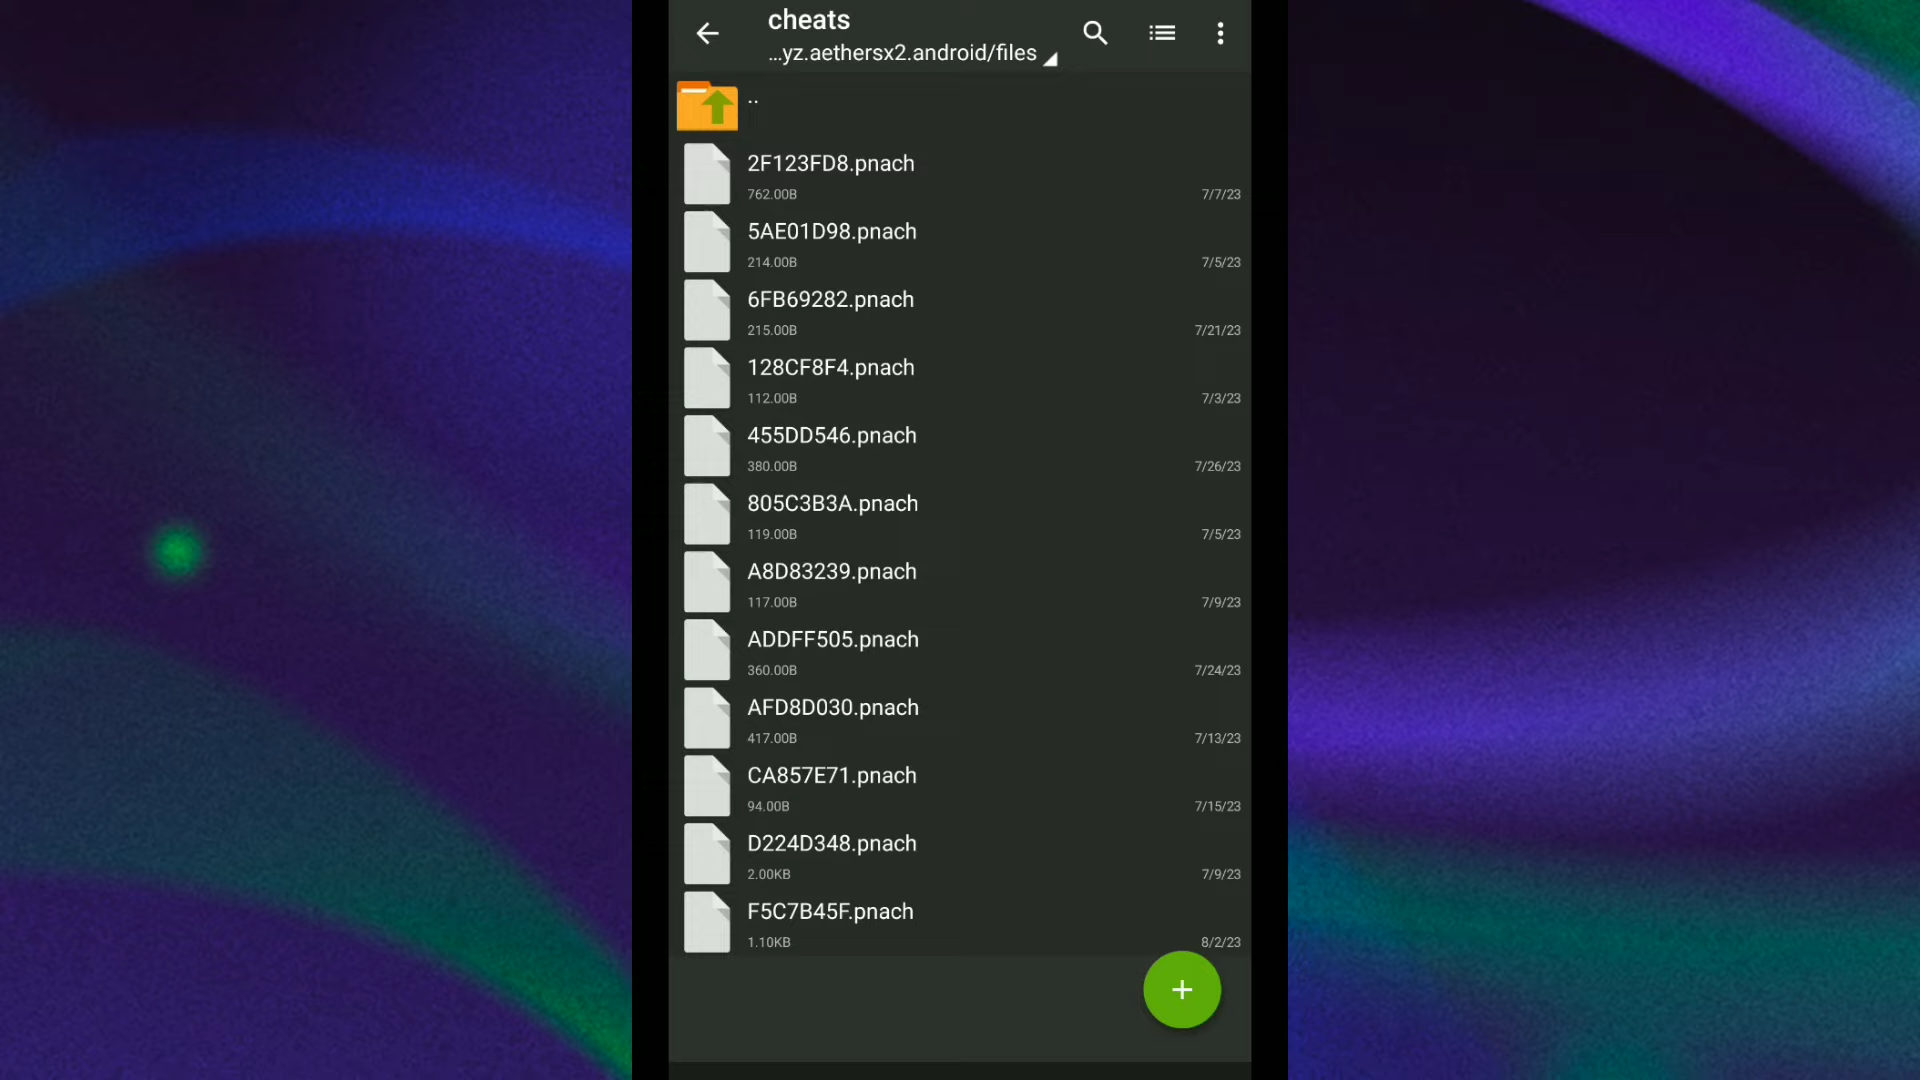 cheats
...yz.aethersx2.android/files
..
2F123FD8.pnach
762.00B 7/7/23
5AE01D98.pnach
214.00B 7/5/23
6FB69282.pnach
215.00B 7/21/23
128CF8F4.pnach
112.00B 7/3/23
455DD546.pnach
380.00B 7/26/23
805C3B3A.pnach
119.00B 7/5/23
A8D83239.pnach
117.00B 7/9/23
ADDFF505.pnach
360.00B 7/24/23
AFD8D030.pnach
417.00B 7/13/23
CA857E71.pnach
94.00B 7/15/23
D224D348.pnach
2.00KB 7/9/23
F5C7B45F.pnach
1.10KB 8/2/23